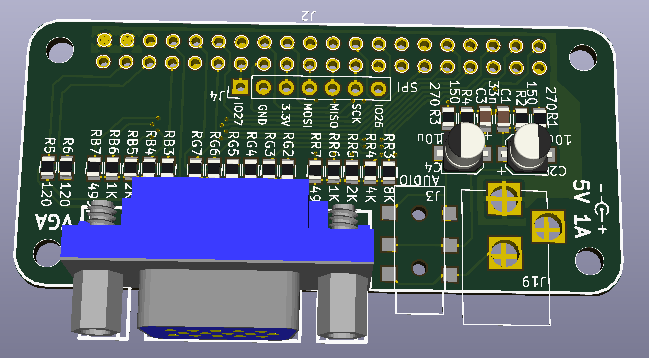 J2
J4
IO27
GND
3.3V
MOSI
MISO
SCK
IO25
SPI
270
R3
150
R4
C3
33n
C1
R2
150
270
R1
10u
C4
C2
R5
R6
RB7
RB6
RB5
RB4
RB3
RG7
RG6
RG5
RG4
RG3
RG2
RR7
RR6
RR5
RR4
RR3
120
120
499
1K
2K
499
1K
2K
4K
8K
AUDIO
J3
VGA
5V 1A
- +
J19